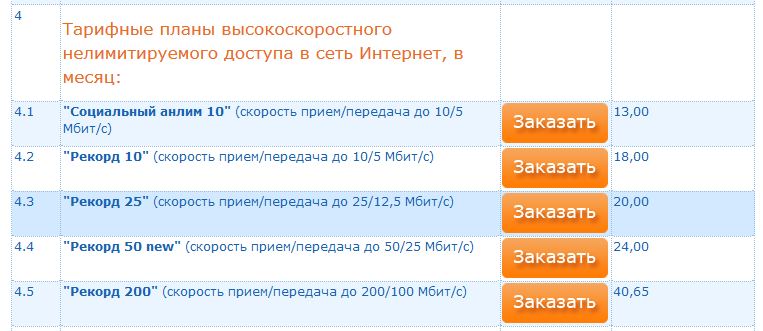 4
Тарифные планы высокоскоростного
нелимитируемого доступа в сеть Интернет, в
месяц:
4.1 "Социальный анлим 10" (скорость прием/передача до 10/5
Мбит/с) Заказать 13,00
4.2 "Рекорд 10" (скорость прием/передача до 10/5 Мбит/с) Заказать 18,00
4.3 "Рекорд 25" (скорость прием/передача до 25/12,5 Мбит/с) Заказать 20,00
4.4 "Рекорд 50 new" (скорость прием/передача до 50/25 Мбит/с) Заказать 24,00
4.5 "Рекорд 200" (скорость прием/передача до 200/100 Мбит/с) Заказать 40,65